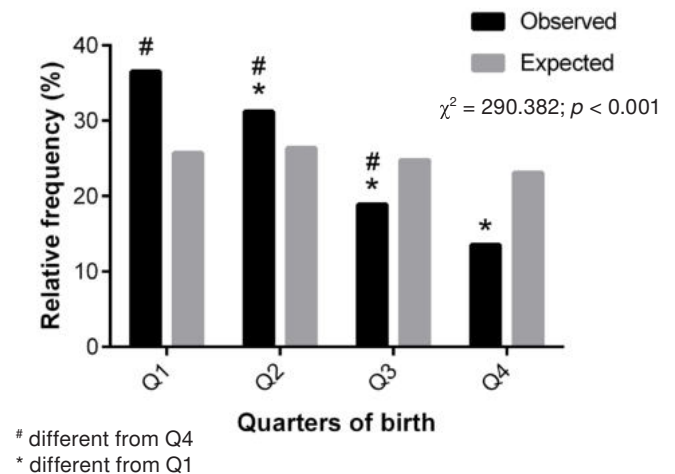 Observed
Expected
χ² = 290.382; p < 0.001
Relative frequency (%)
40
30
20
10
0
#
#
*
#
*
*
Q1 Q2 Q3 Q4
Quarters of birth
# different from Q4
* different from Q1